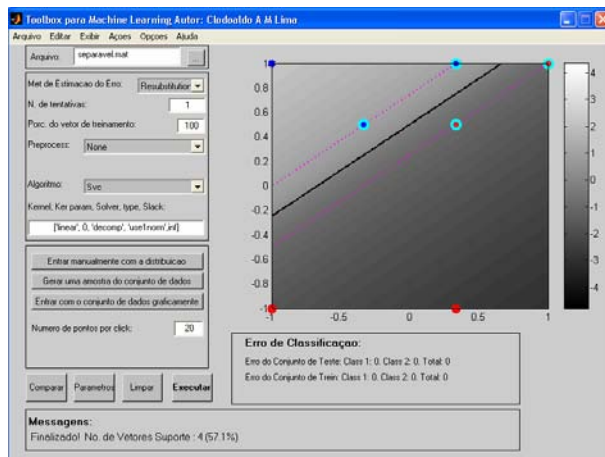 Toolbox para Machine Learning Autor: Clodoaldo A M Lima
Arquivo Editar Exibir Açoes Opçoes Ajuda
Arquivo: separavel.mat ...
Met de Estimacao do Erro: Resubstitution
N. de tentativas: 1
Porc. do vetor de treinamento: 100
Preprocess: None
Algoritmo: Svc
Kernel, Ker param, Solver, type, Slack:
['linear', 0, 'decomp', 'use1norm',inf]
Entrar manualmente com a distribuicao
Gerar uma amostra do conjunto de dados
Entrar com o conjunto de dados graficamente
Numero de pontos por click: 20
Comparar Parametros Limpar Executar
1
0.8
0.6
0.4
0.2
0
-0.2
-0.4
-0.6
-0.8
-1
-1 -0.5 0 0.5 1
4
3
2
1
0
-1
-2
-3
-4
Erro de Classificaçao:
Erro do Conjunto de Teste: Class 1: 0. Class 2: 0. Total: 0
Erro do Conjunto de Trein: Class 1: 0. Class 2: 0. Total: 0
Messagens:
Finalizado! No. de Vetores Suporte : 4 (57.1%)